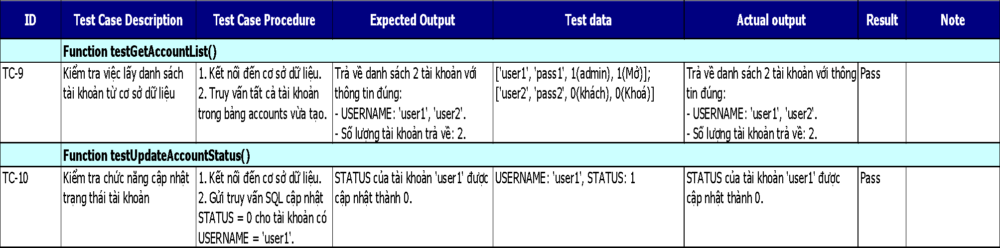 ID Test Case Description Test Case Procedure Expected Output Test data Actual output Result Note
Function testGetAccountList()
TC-9
Kiểm tra việc lấy danh sách
tài khoản từ cơ sở dữ liệu
1. Kết nối đến cơ sở dữ liệu.
2. Truy vấn tất cả tài khoản
trong bảng accounts vừa tạo.
Trả về danh sách 2 tài khoản với
thông tin đúng:
- USERNAME: 'user1', 'user2'.
- Số lượng tài khoản trả về: 2.
['user1', 'pass1', 1(admin), 1(Mở)];
['user2', 'pass2', 0(khách), 0(Khoá)]
Trả về danh sách 2 tài khoản với thông
tin đúng:
- USERNAME: 'user1', 'user2'.
- Số lượng tài khoản trả về: 2.
Pass
Function testUpdateAccountStatus()
TC-10
Kiểm tra chức năng cập nhật
trạng thái tài khoản
1. Kết nối đến cơ sở dữ liệu.
2. Gửi truy vấn SQL cập nhật
STATUS = 0 cho tài khoản có
USERNAME = 'user1'.
STATUS của tài khoản 'user1' được
cập nhật thành 0.
USERNAME: 'user1', STATUS: 1
STATUS của tài khoản 'user1' được
cập nhật thành 0.
Pass